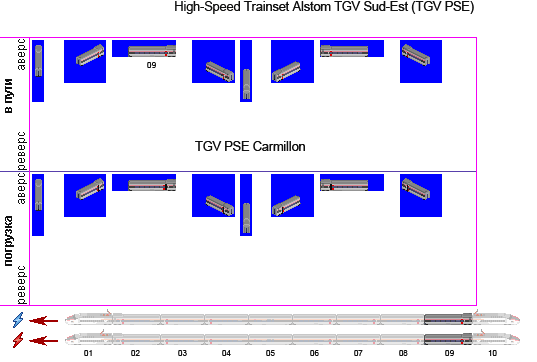 High-Speed Trainset Alstom TGV Sud-Est (TGV PSE)
аверс
в пути
реверс
09
TGV PSE Carmillon
аверс
погрузка
реверс
01 02 03 04 05 06 07 08 09 10